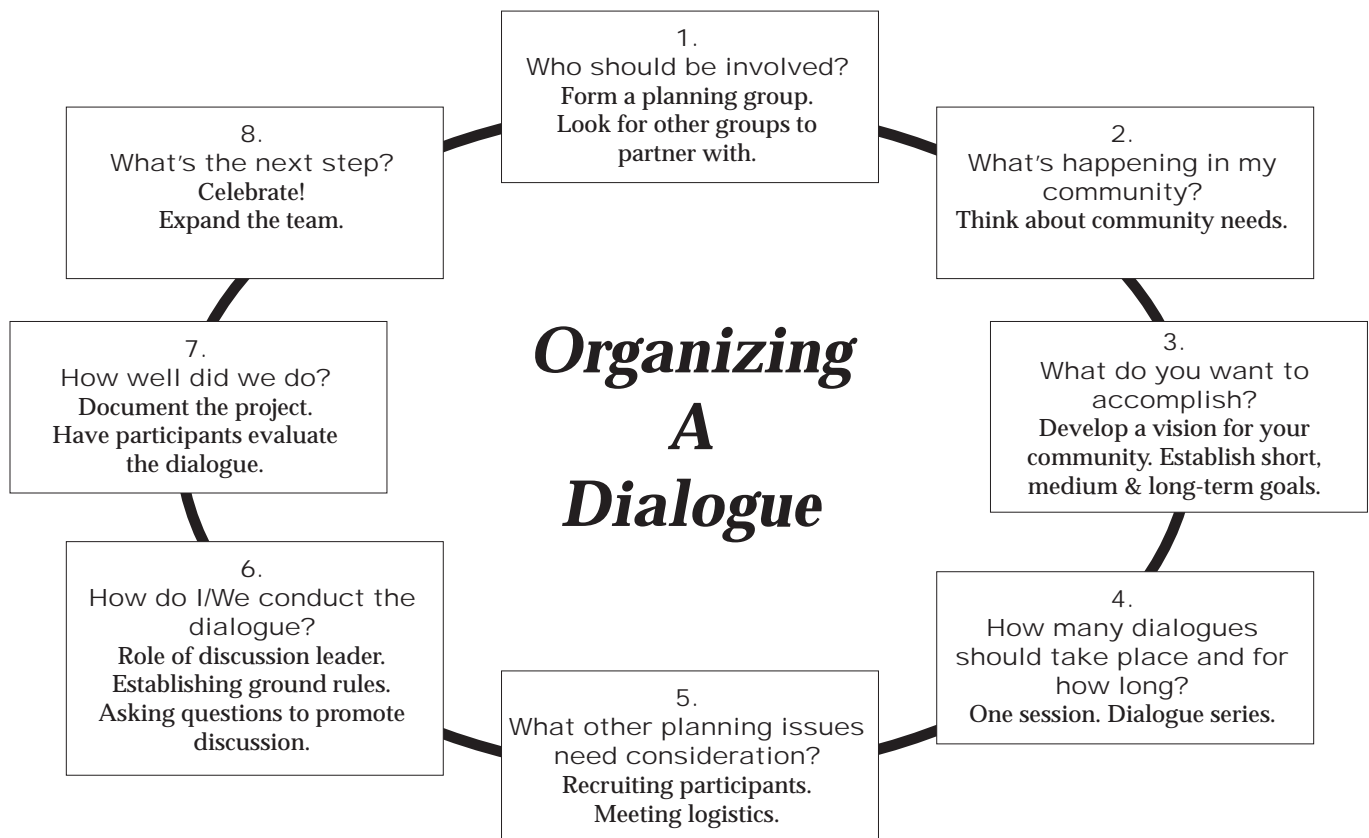 1.
Who should be involved?
Form a planning group.
Look for other groups to
partner with.
2.
What's happening in my
community?
Think about community needs.
3.
What do you want to
accomplish?
Develop a vision for your
community. Establish short,
medium & long-term goals.
4.
How many dialogues
should take place and for
how long?
One session. Dialogue series.
5.
What other planning issues
need consideration?
Recruiting participants.
Meeting logistics.
6.
How do I/We conduct the
dialogue?
Role of discussion leader.
Establishing ground rules.
Asking questions to promote
discussion.
7.
How well did we do?
Document the project.
Have participants evaluate
the dialogue.
8.
What's the next step?
Celebrate!
Expand the team.
Organizing
A
Dialogue